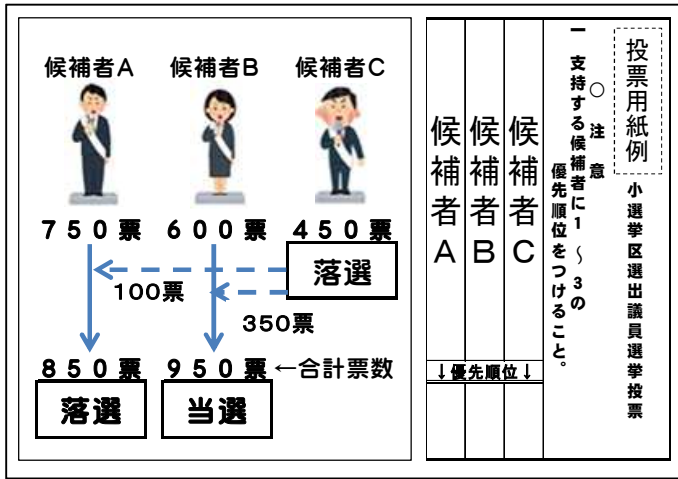 候補者A 候補者B 候補者C
750票 600票 450票
落選
100票
350票
850票 950票 ←合計票数
落選 当選
投票用紙例
小選挙区選出議員選挙投票
○ 注 意
一 支持する候補者に1～3の
優先順位をつけること。
候補者C
候補者B
候補者A
↓優先順位↓